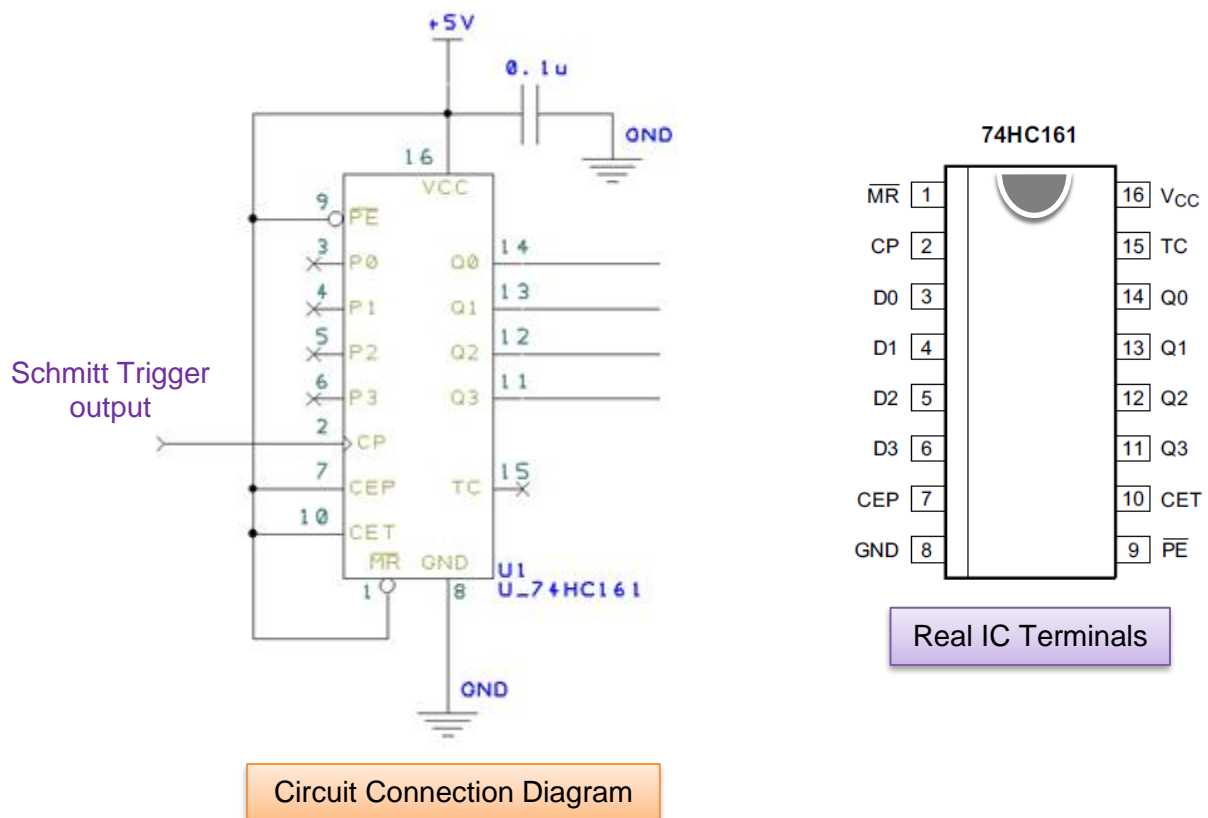 +5V
0.1u
GND
16
VCC
9
P̅E̅
3
P0
Q0
14
4
P1
Q1
13
5
P2
Q2
12
6
P3
Q3
11
Schmitt Trigger
output
2
CP
7
CEP
TC
15
10
CET
M̅R̅
GND
1
8
U1
U_74HC161
GND
Circuit Connection Diagram
74HC161
M̅R̅ 1
16 VCC
CP 2
15 TC
D0 3
14 Q0
D1 4
13 Q1
D2 5
12 Q2
D3 6
11 Q3
CEP 7
10 CET
GND 8
9 P̅E̅
Real IC Terminals